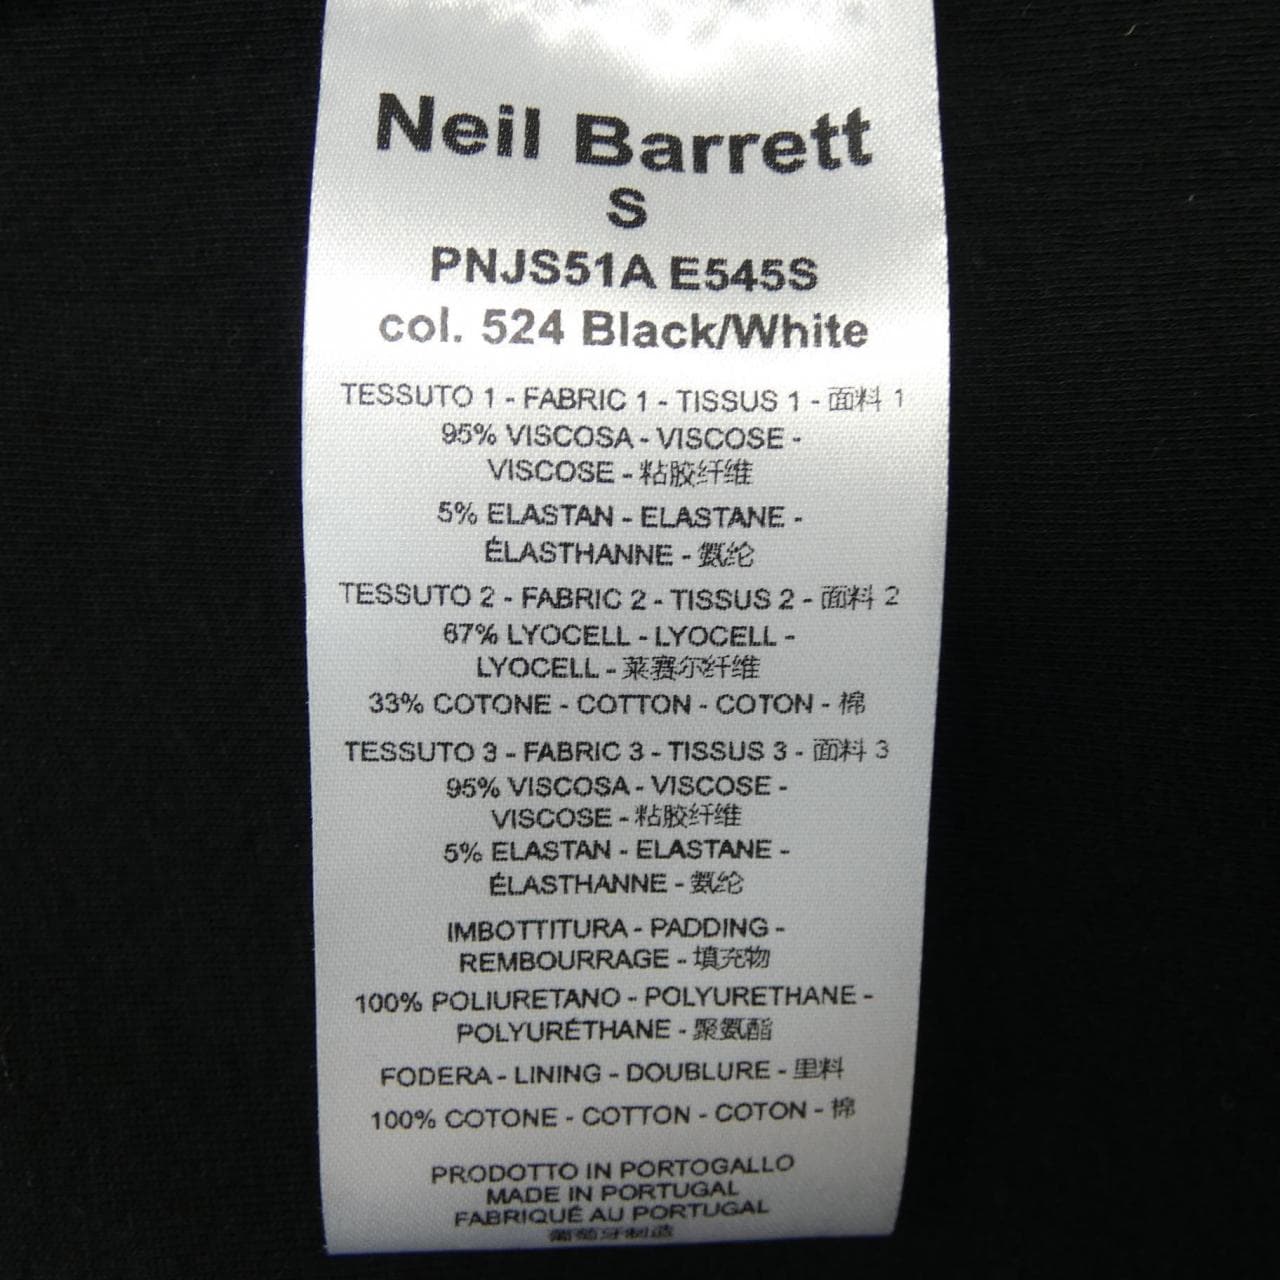 Neil Barrett
S
PNJS51A E545S
col. 524 Black/White
TESSUTO 1 - FABRIC 1 - TISSUS 1 - 面料 1
95% VISCOSA - VISCOSE -
VISCOSE - 粘胶纤维
5% ELASTAN - ELASTANE -
ÉLASTHANNE - 氨纶
TESSUTO 2 - FABRIC 2 - TISSUS 2 - 面料 2
67% LYOCELL - LYOCELL -
LYOCELL - 莱赛尔纤维
33% COTONE - COTTON - COTON - 棉
TESSUTO 3 - FABRIC 3 - TISSUS 3 - 面料 3
95% VISCOSA - VISCOSE -
VISCOSE - 粘胶纤维
5% ELASTAN - ELASTANE -
ÉLASTHANNE - 氨纶
IMBOTTITURA - PADDING -
REMBOURRAGE - 填充物
100% POLIURETANO - POLYURETHANE -
POLYURÉTHANE - 聚氨酯
FODERA - LINING - DOUBLURE - 里料
100% COTONE - COTTON - COTON - 棉
PRODOTTO IN PORTOGALLO
MADE IN PORTUGAL
FABRIQUÉ AU PORTUGAL
葡萄牙制造